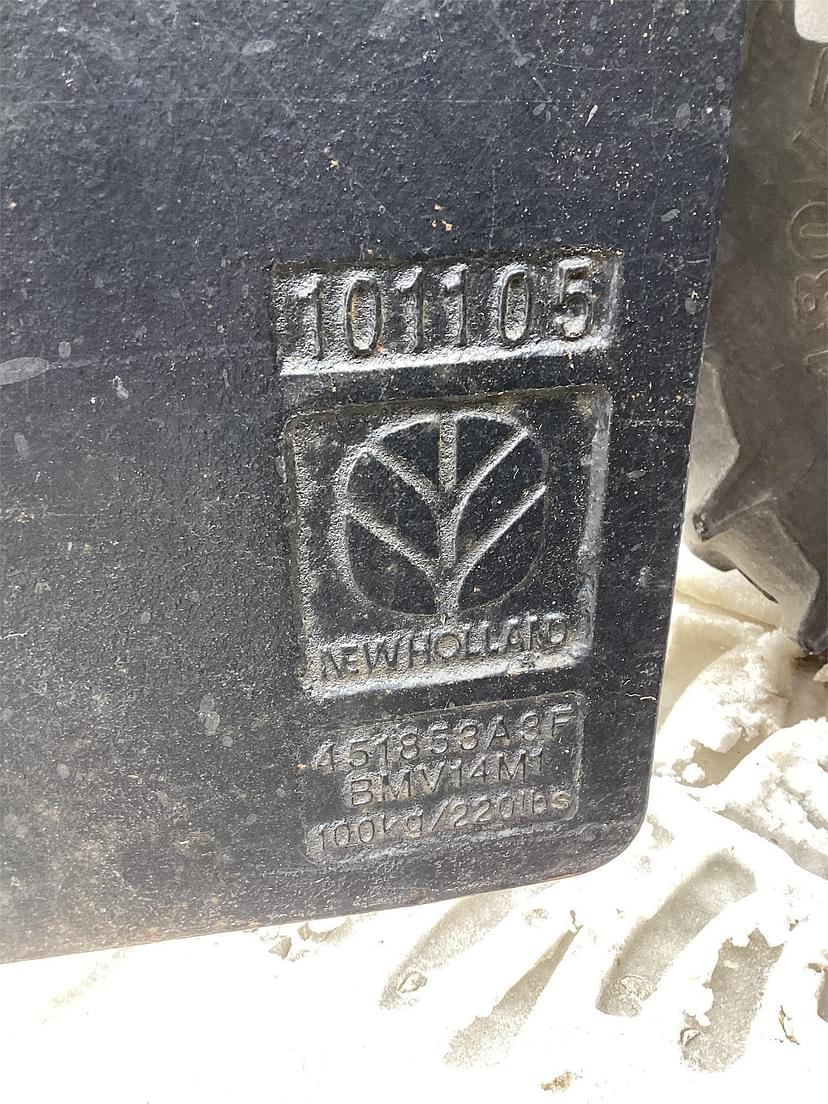 101105
NEW HOLLAND
451853A3F
BMV14M1
100kg/220lbs